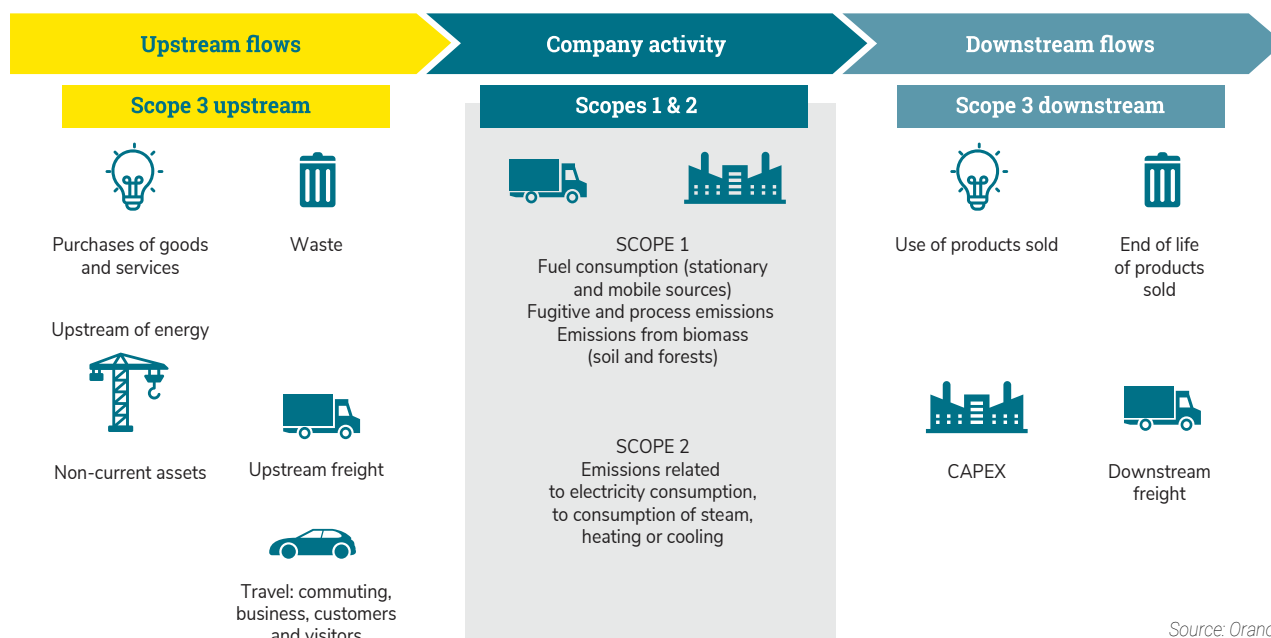 Upstream flows
Company activity
Downstream flows
Scope 3 upstream
Scopes 1 & 2
Scope 3 downstream
Purchases of goods
and services
Waste
Upstream of energy
Non-current assets
Upstream freight
Travel: commuting,
business, customers
and visitors
SCOPE 1
Fuel consumption (stationary
and mobile sources)
Fugitive and process emissions
Emissions from biomass
(soil and forests)
SCOPE 2
Emissions related
to electricity consumption,
to consumption of steam,
heating or cooling
Use of products sold
End of life
of products
sold
CAPEX
Downstream
freight
Source: